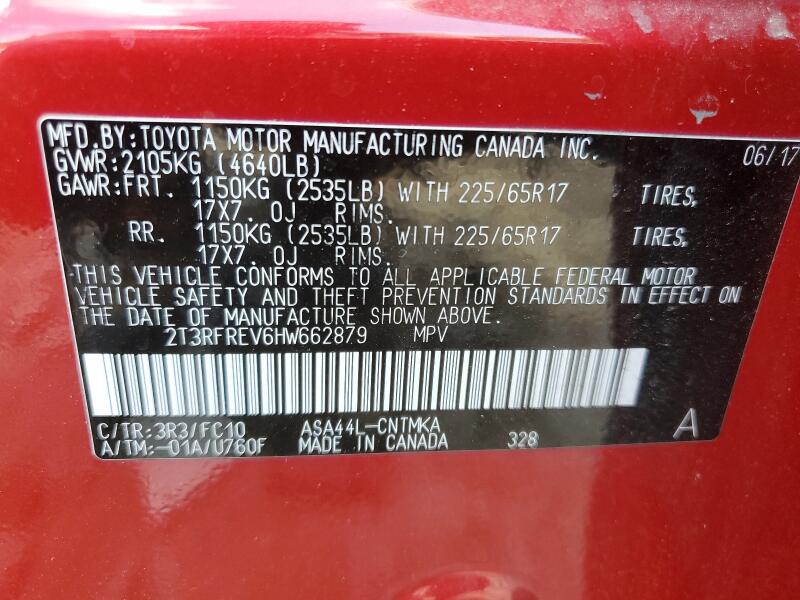 MFD.BY:TOYOTA MOTOR MANUFACTURING CANADA INC. 06/17
GVWR:2105KG (4640LB)
GAWR:FRT. 1150KG (2535LB) WITH 225/65R17 TIRES,
17X7.0J RIMS.
RR. 1150KG (2535LB) WITH 225/65R17 TIRES,
17X7.0J RIMS.
THIS VEHICLE CONFORMS TO ALL APPLICABLE FEDERAL MOTOR
VEHICLE SAFETY AND THEFT PREVENTION STANDARDS IN EFFECT ON
THE DATE OF MANUFACTURE SHOWN ABOVE.
2T3RFREV6HW662879 MPV
C/TR:3R3/FC10 ASA44L-CNTMKA
A/TM:-01A/U760F MADE IN CANADA 328 A